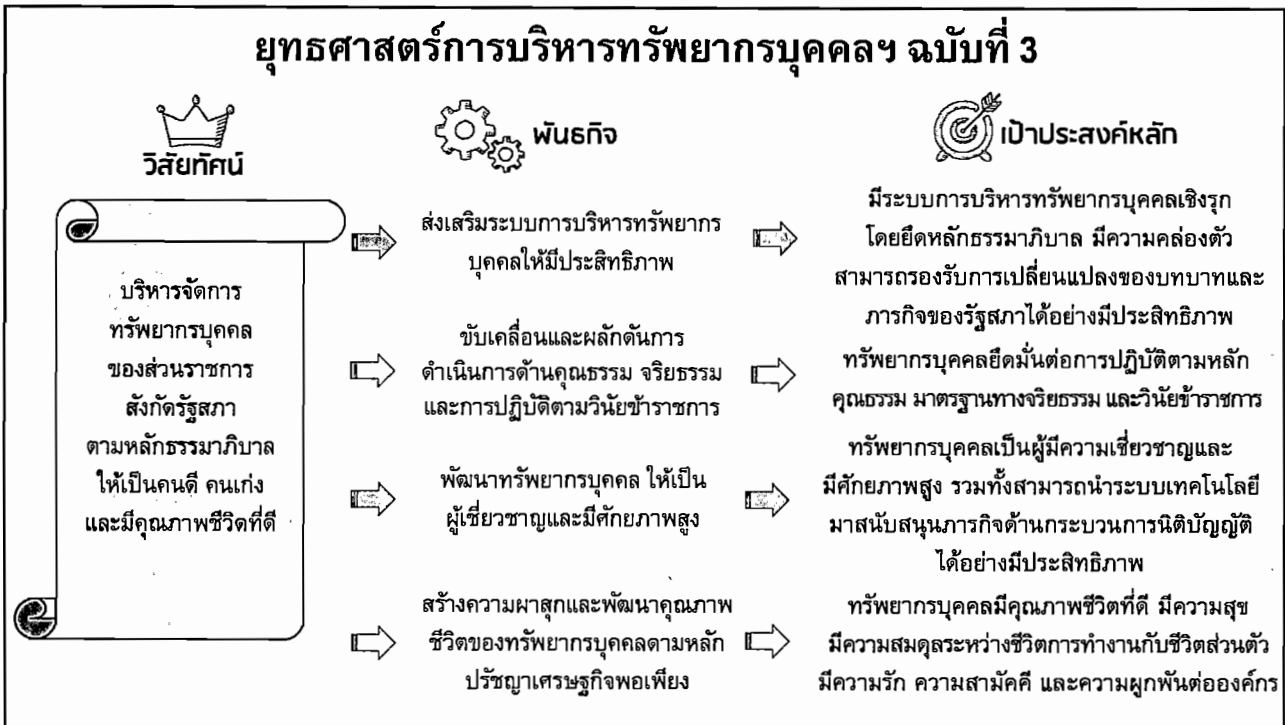 ยุทธศาสตร์การบริหารทรัพยากรบุคคลฯ ฉบับที่ 3
วิสัยทัศน์
บริหารจัดการ
ทรัพยากรบุคคล
ของส่วนราชการ
สังกัดรัฐสภา
ตามหลักธรรมาภิบาล
ให้เป็นคนดี คนเก่ง
และมีคุณภาพชีวิตที่ดี
พันธกิจ
ส่งเสริมระบบการบริหารทรัพยากร
บุคคลให้มีประสิทธิภาพ
ขับเคลื่อนและผลักดันการ
ดำเนินการด้านคุณธรรม จริยธรรม
และการปฏิบัติตามวินัยข้าราชการ
พัฒนาทรัพยากรบุคคล ให้เป็น
ผู้เชี่ยวชาญและมีศักยภาพสูง
สร้างความผาสุกและพัฒนาคุณภาพ
ชีวิตของทรัพยากรบุคคลตามหลัก
ปรัชญาเศรษฐกิจพอเพียง
เป้าประสงค์หลัก
มีระบบการบริหารทรัพยากรบุคคลเชิงรุก
โดยยึดหลักธรรมาภิบาล มีความคล่องตัว
สามารถรองรับการเปลี่ยนแปลงของบทบาทและ
ภารกิจของรัฐสภาได้อย่างมีประสิทธิภาพ
ทรัพยากรบุคคลยึดมั่นต่อการปฏิบัติตามหลัก
คุณธรรม มาตรฐานทางจริยธรรม และวินัยข้าราชการ
ทรัพยากรบุคคลเป็นผู้มีความเชี่ยวชาญและ
มีศักยภาพสูง รวมทั้งสามารถนำระบบเทคโนโลยี
มาสนับสนุนภารกิจด้านกระบวนการนิติบัญญัติ
ได้อย่างมีประสิทธิภาพ
ทรัพยากรบุคคลมีคุณภาพชีวิตที่ดี มีความสุข
มีความสมดุลระหว่างชีวิตการทำงานกับชีวิตส่วนตัว
มีความรัก ความสามัคคี และความผูกพันต่อองค์กร